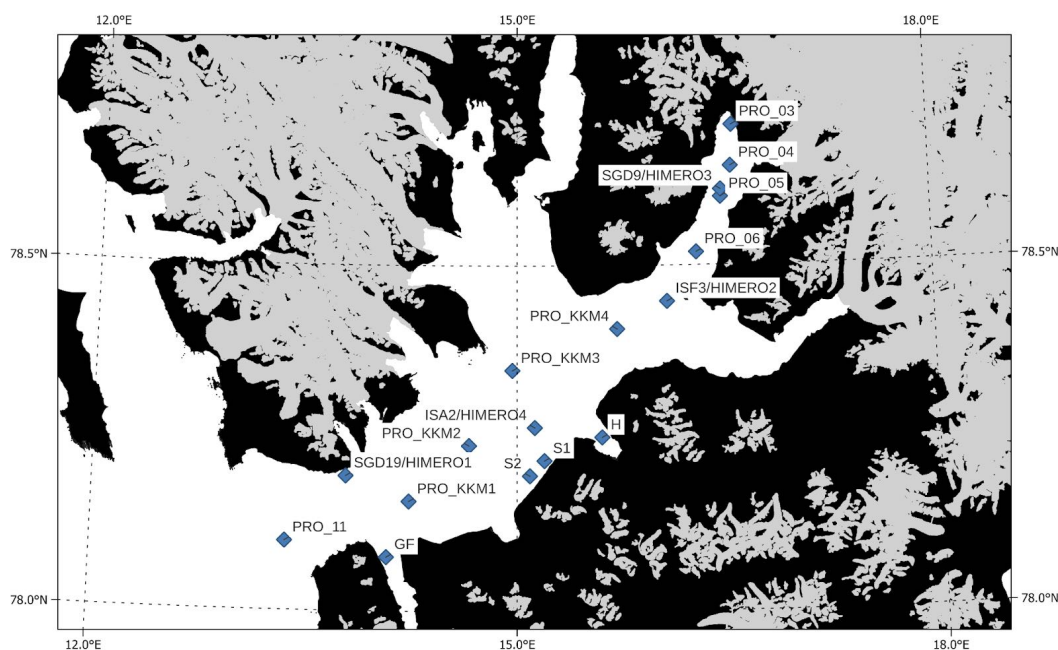 12.0°E
15.0°E
18.0°E
PRO_03
PRO_04
SGD9/HIMERO3
PRO_05
PRO_06
78.5°N
78.5°N
ISF3/HIMERO2
PRO_KKM4
PRO_KKM3
ISA2/HIMERO4
H
PRO_KKM2
S1
SGD19/HIMERO1
S2
PRO_KKM1
PRO_11
GF
78.0°N
78.0°N
12.0°E
15.0°E
18.0°E